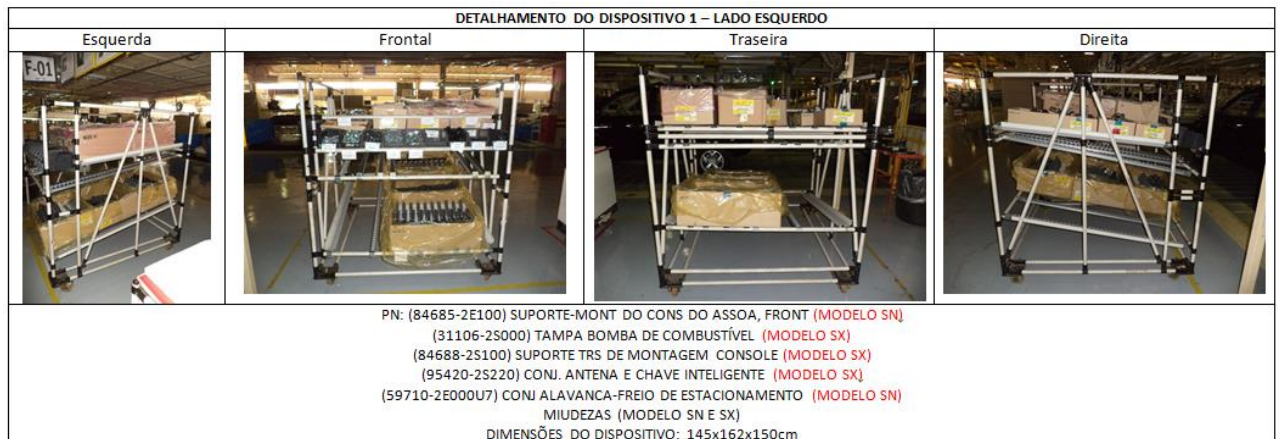 DETALHAMENTO DO DISPOSITIVO 1 – LADO ESQUERDO
Esquerda Frontal Traseira Direita
F-01
PN: (84685-2E100) SUPORTE-MONT DO CONS DO ASSOA, FRONT (MODELO SN)
(31106-2S000) TAMPA BOMBA DE COMBUSTÍVEL (MODELO SX)
(84688-2S100) SUPORTE TRS DE MONTAGEM CONSOLE (MODELO SX)
(95420-2S220) CONJ. ANTENA E CHAVE INTELIGENTE (MODELO SX)
(59710-2E000U7) CONJ ALAVANCA-FREIO DE ESTACIONAMENTO (MODELO SN)
MIUDEZAS (MODELO SN E SX)
DIMENSÕES DO DISPOSITIVO: 145x162x150cm